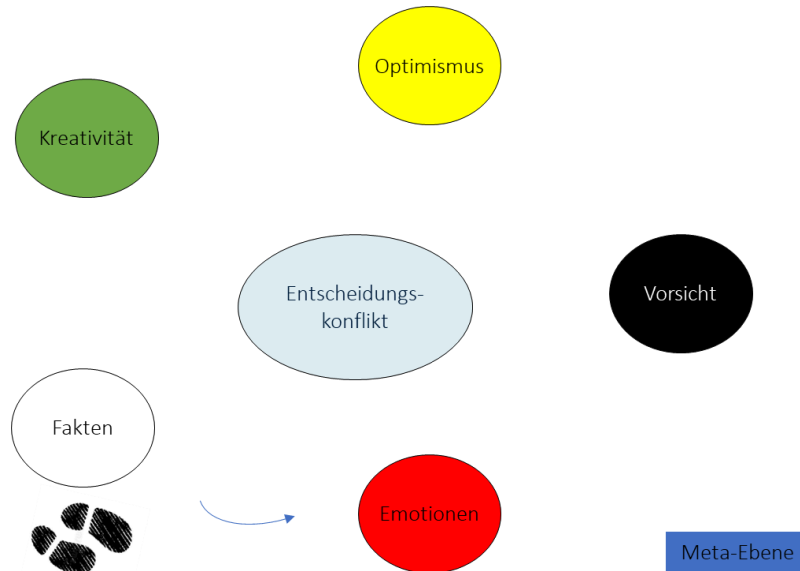 Optimismus
Kreativität
Entscheidungs-
konflikt
Vorsicht
Fakten
Emotionen
Meta-Ebene